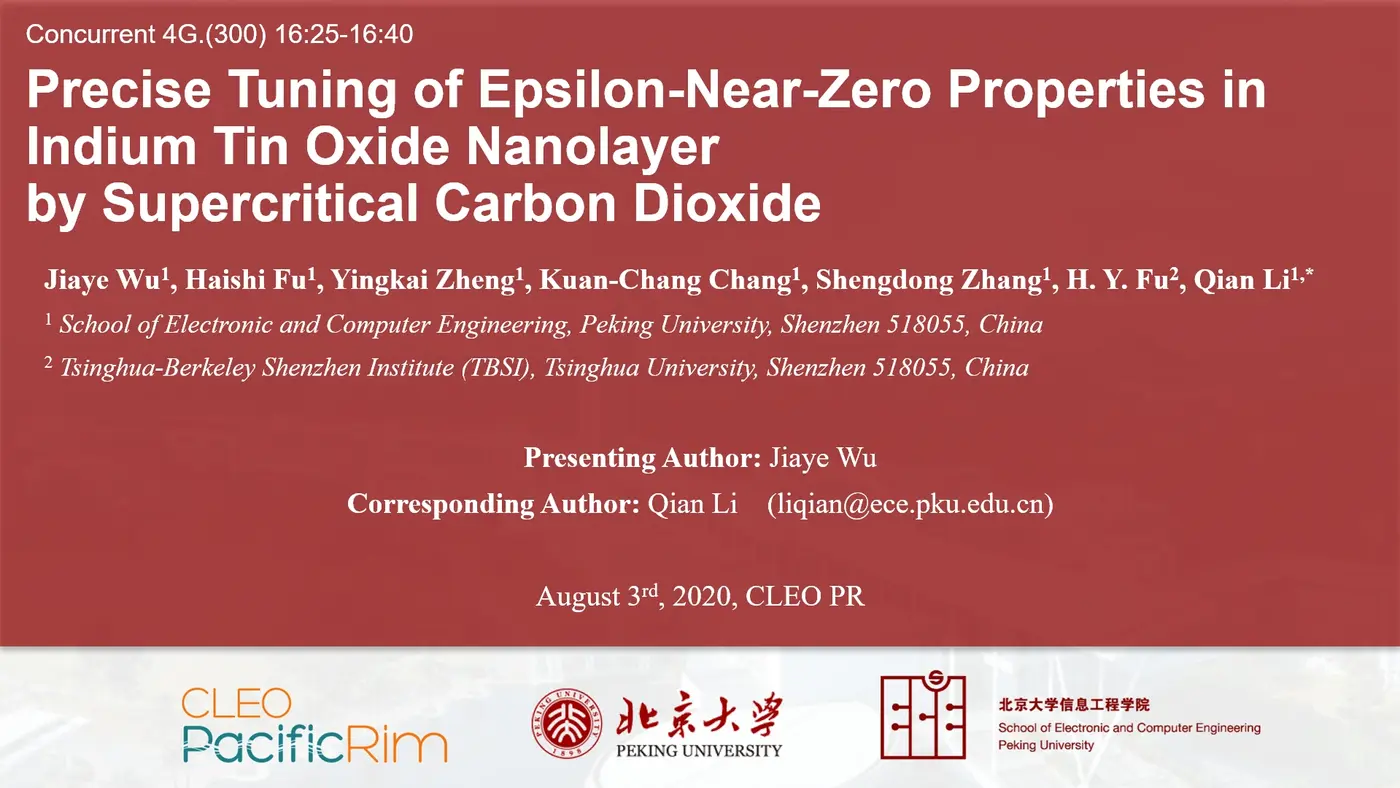 Concurrent 4G.(300) 16:25-16:40
Precise Tuning of Epsilon-Near-Zero Properties in
Indium Tin Oxide Nanolayer
by Supercritical Carbon Dioxide
Jiaye Wu¹, Haishi Fu¹, Yingkai Zheng¹, Kuan-Chang Chang¹, Shengdong Zhang¹, H. Y. Fu², Qian Li¹,*
¹ School of Electronic and Computer Engineering, Peking University, Shenzhen 518055, China
² Tsinghua-Berkeley Shenzhen Institute (TBSI), Tsinghua University, Shenzhen 518055, China
Presenting Author: Jiaye Wu
Corresponding Author: Qian Li (liqian@ece.pku.edu.cn)
August 3rd, 2020, CLEO PR
CLEO
PacificRim
PEKING UNIVERSITY
1898
北京大学
PEKING UNIVERSITY
S
北京大学信息工程学院
School of Electronic and Computer Engineering
Peking University